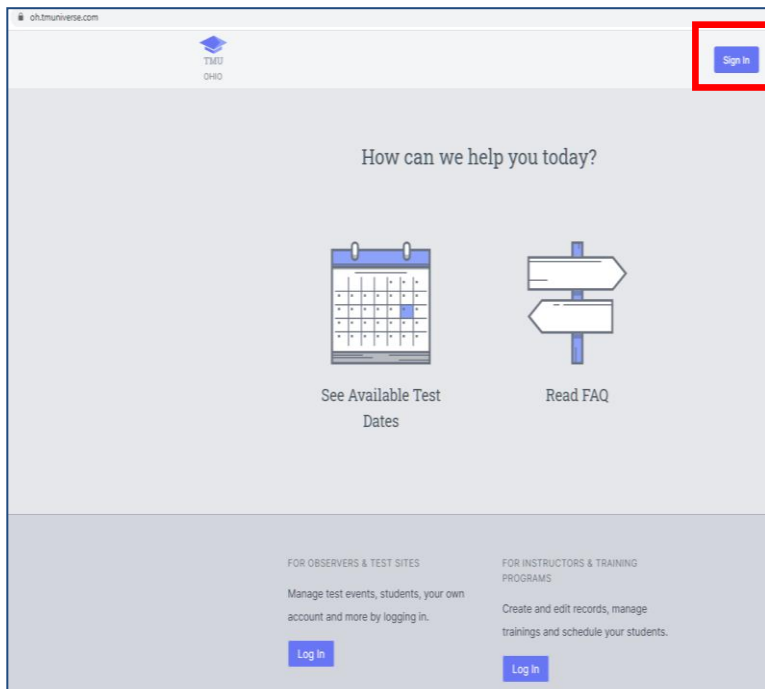 oh.tmuniverse.com
TMU
OHIO
Sign In
How can we help you today?
See Available Test
Dates
Read FAQ
FOR OBSERVERS & TEST SITES
Manage test events, students, your own
account and more by logging in.
Log In
FOR INSTRUCTORS & TRAINING
PROGRAMS
Create and edit records, manage
trainings and schedule your students.
Log In